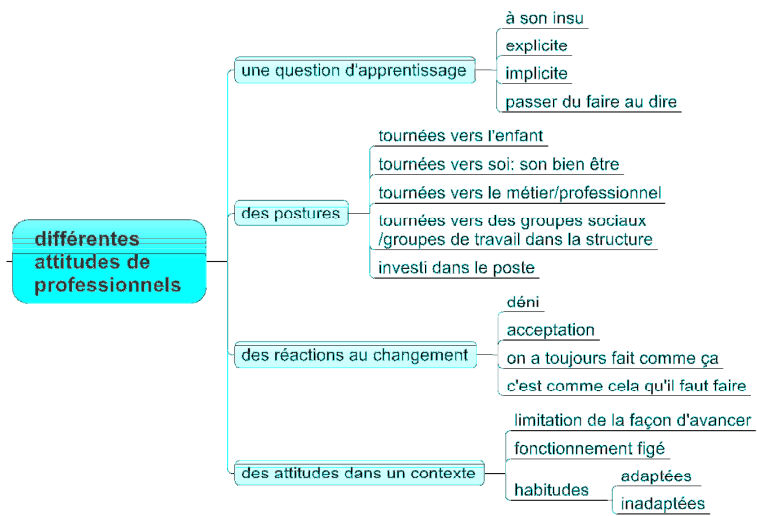 différentes
attitudes de
professionnels
une question d'apprentissage
à son insu
explicite
implicite
passer du faire au dire
des postures
tournées vers l'enfant
tournées vers soi: son bien être
tournées vers le métier/professionnel
tournées vers des groupes sociaux
/groupes de travail dans la structure
investi dans le poste
des réactions au changement
déni
acceptation
on a toujours fait comme ça
c'est comme cela qu'il faut faire
des attitudes dans un contexte
limitation de la façon d'avancer
fonctionnement figé
habitudes
adaptées
inadaptées